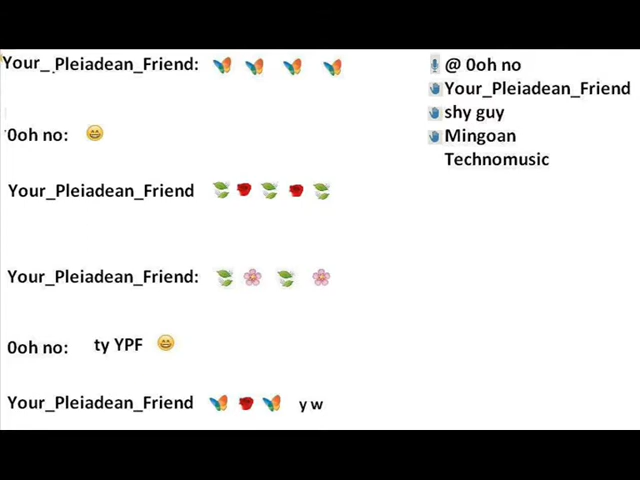 Your_Pleiadean_Friend: 🦋 🦋 🦋 🦋
0oh no: 😄
Your_Pleiadean_Friend 🍃 🌹 🍃 🌹 🍃
Your_Pleiadean_Friend: 🍃 🌸 🍃 🌸
0oh no: ty YPF 😄
Your_Pleiadean_Friend 🦋 🌹 🦋 y w
@ 0oh no
Your_Pleiadean_Friend
shy guy
Mingoan
Technomusic